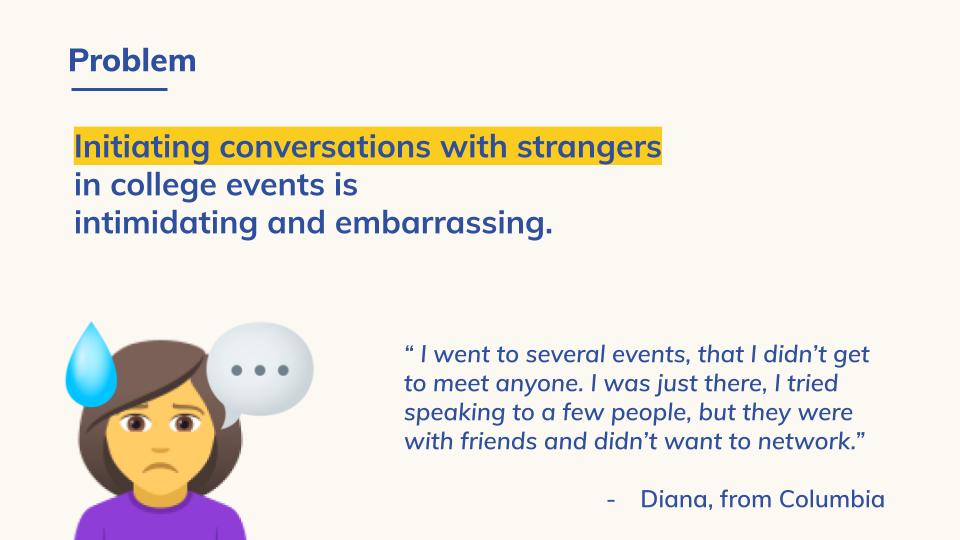 Problem
Initiating conversations with strangers
in college events is
intimidating and embarrassing.
“ I went to several events, that I didn’t get
to meet anyone. I was just there, I tried
speaking to a few people, but they were
with friends and didn’t want to network.”
- Diana, from Columbia